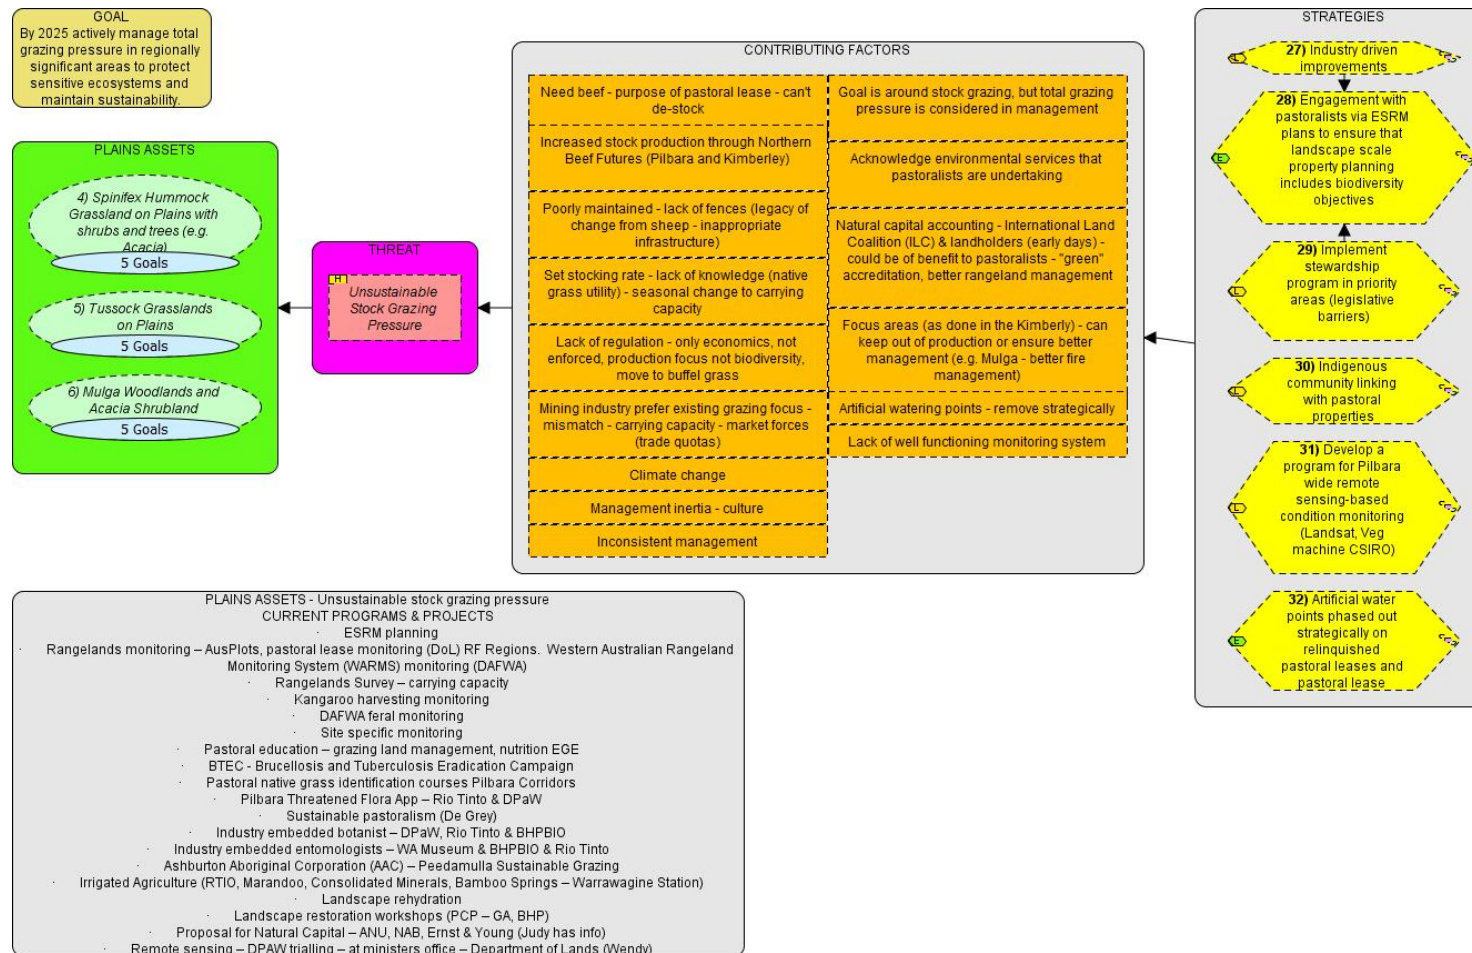 GOAL
By 2025 actively manage total
grazing pressure in regionally
significant areas to protect
sensitive ecosystems and
maintain sustainability.
PLAINS ASSETS
4) Spinifex Hummock
Grassland on Plains with
shrubs and trees (e.g.
Acacia)
5 Goals
5) Tussock Grasslands
on Plains
5 Goals
6) Mulga Woodlands and
Acacia Shrubland
5 Goals
THREAT
H
Unsustainable
Stock Grazing
Pressure
CONTRIBUTING FACTORS
Need beef - purpose of pastoral lease - can't
de-stock
Increased stock production through Northern
Beef Futures (Pilbara and Kimberley)
Poorly maintained - lack of fences (legacy of
change from sheep - inappropriate
infrastructure)
Set stocking rate - lack of knowledge (native
grass utility) - seasonal change to carrying
capacity
Lack of regulation - only economics, not
enforced, production focus not biodiversity,
move to buffel grass
Mining industry prefer existing grazing focus -
mismatch - carrying capacity - market forces
(trade quotas)
Climate change
Management inertia - culture
Inconsistent management
Goal is around stock grazing, but total grazing
pressure is considered in management
Acknowledge environmental services that
pastoralists are undertaking
Natural capital accounting - International Land
Coalition (ILC) & landholders (early days) -
could be of benefit to pastoralists - "green"
accreditation, better rangeland management
Focus areas (as done in the Kimberly) - can
keep out of production or ensure better
management (e.g. Mulga - better fire
management)
Artificial watering points - remove strategically
Lack of well functioning monitoring system
STRATEGIES
L
27) Industry driven
improvements
E
28) Engagement with
pastoralists via ESRM
plans to ensure that
landscape scale
property planning
includes biodiversity
objectives
L
29) Implement
stewardship
program in priority
areas (legislative
barriers)
L
30) Indigenous
community linking
with pastoral
properties
L
31) Develop a
program for Pilbara
wide remote
sensing-based
condition monitoring
(Landsat, Veg
machine CSIRO)
E
32) Artificial water
points phased out
strategically on
relinquished
pastoral leases and
pastoral lease
PLAINS ASSETS - Unsustainable stock grazing pressure
CURRENT PROGRAMS & PROJECTS
· ESRM planning
· Rangelands monitoring – AusPlots, pastoral lease monitoring (DoL) RF Regions. Western Australian Rangeland
Monitoring System (WARMS) monitoring (DAFWA)
· Rangelands Survey – carrying capacity
· Kangaroo harvesting monitoring
· DAFWA feral monitoring
· Site specific monitoring
· Pastoral education – grazing land management, nutrition EGE
· BTEC - Brucellosis and Tuberculosis Eradication Campaign
· Pastoral native grass identification courses Pilbara Corridors
· Pilbara Threatened Flora App – Rio Tinto & DPaW
· Sustainable pastoralism (De Grey)
· Industry embedded botanist – DPaW, Rio Tinto & BHPBIO
· Industry embedded entomologists – WA Museum & BHPBIO & Rio Tinto
· Ashburton Aboriginal Corporation (AAC) – Peedamulla Sustainable Grazing
· Irrigated Agriculture (RTIO, Marandoo, Consolidated Minerals, Bamboo Springs – Warrawagine Station)
· Landscape rehydration
· Landscape restoration workshops (PCP – GA, BHP)
· Proposal for Natural Capital – ANU, NAB, Ernst & Young (Judy has info)
· Remote sensing – DPAW trialling – at ministers office – Department of Lands (Wendy)